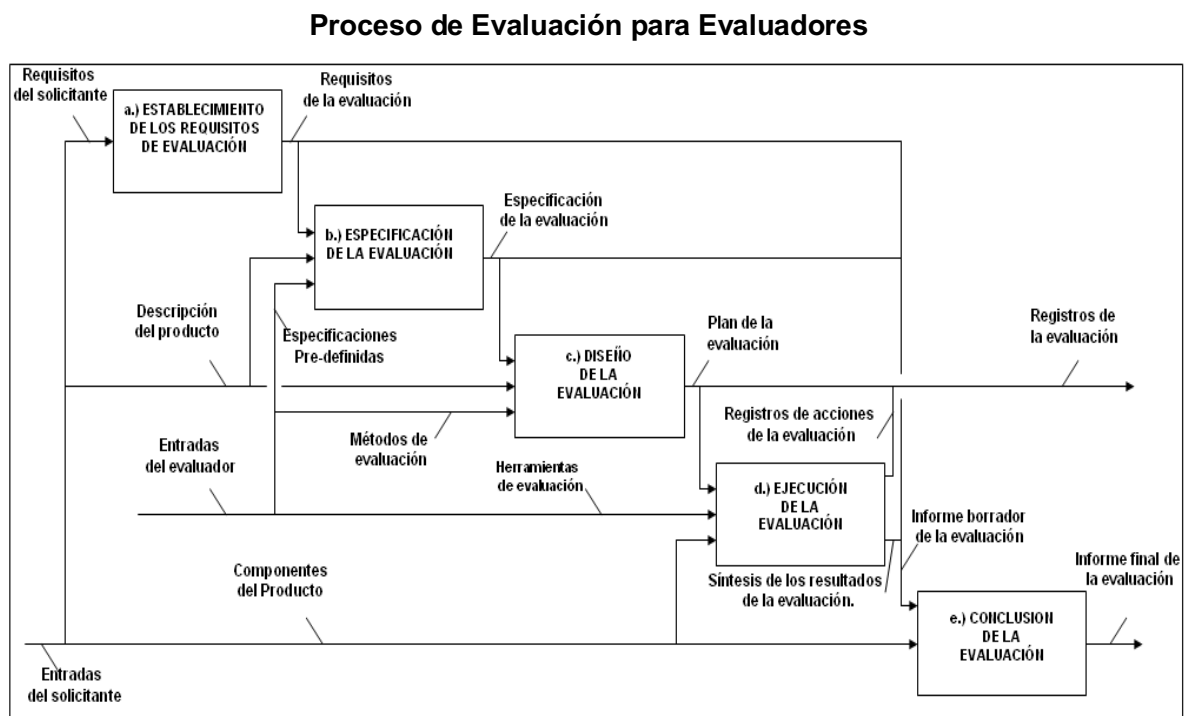 Proceso de Evaluación para Evaluadores
Requisitos
del solicitante
Requisitos
de la evaluación
a.) ESTABLECIMIENTO
DE LOS REQUISITOS
DE EVALUACIÓN
Especificación
de la evaluación
b.) ESPECIFICACIÓN
DE LA EVALUACIÓN
Descripción
del producto
Especificaciones
Pre-definidas
Plan de la
evaluación
Registros de
la evaluación
c.) DISEÑO
DE LA
EVALUACIÓN
Métodos de
evaluación
Registros de acciones
de la evaluación
Entradas
del evaluador
Herramientas
de evaluación
d.) EJECUCIÓN
DE LA
EVALUACIÓN
Informe borrador
de la evaluación
Componentes
del Producto
Síntesis de los resultados
de la evaluación.
Informe final de
la evaluación
e.) CONCLUSION
DE LA
EVALUACIÓN
Entradas
del solicitante